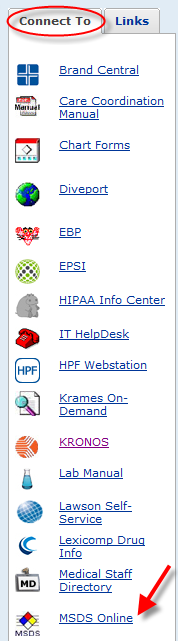 Connect To Links
Brand Central
Manual Care Coordination
Manual
Chart Forms
Diveport
EBP
EPSI
HIPAA Info Center
IT HelpDesk
HPF HPF Webstation
Krames On-
Demand
KRONOS
Lab Manual
Lawson Self-
Service
Lexicomp Drug
Info
MD Medical Staff
Directory
MSDS MSDS Online